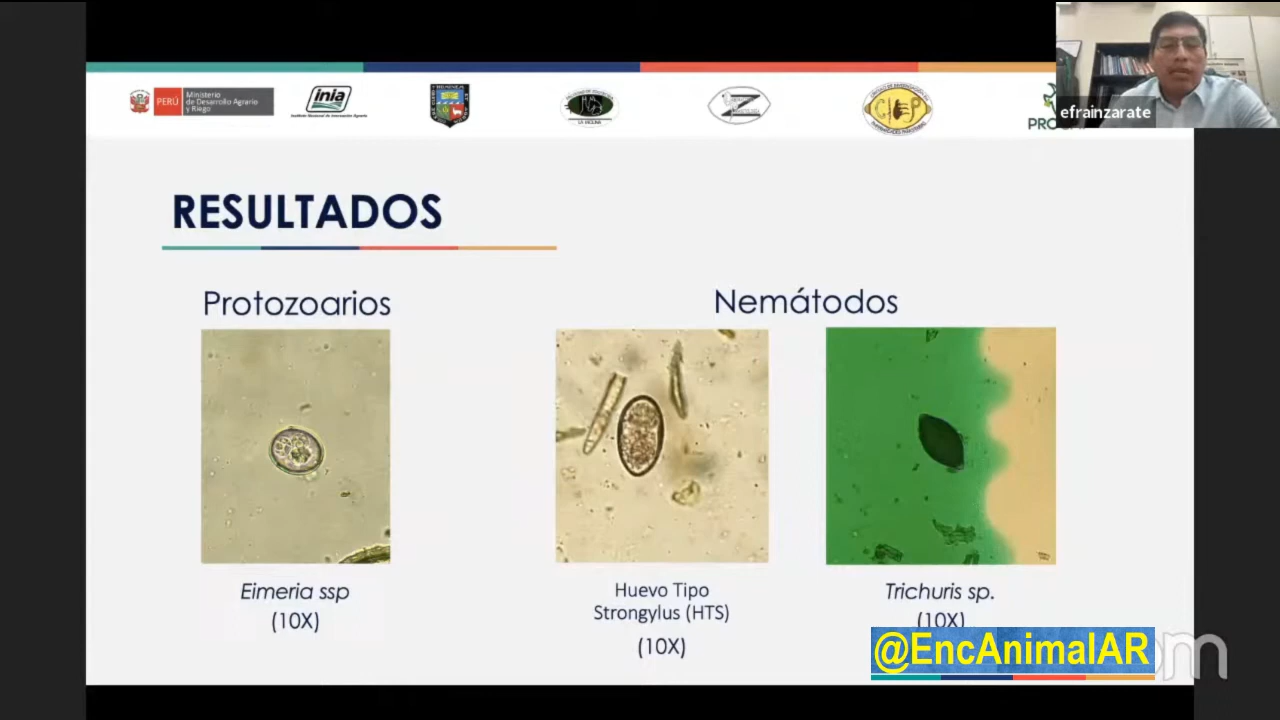 PERÚ
Ministerio
de Desarrollo Agrario
y Riego
inia
Instituto Nacional de Innovación Agraria
efrainzarate
RESULTADOS
Protozoarios
Nemátodos
Eimeria ssp
(10X)
Huevo Tipo
Strongylus (HTS)
(10X)
Trichuris sp.
(10X)
@EncAnimalAR
om